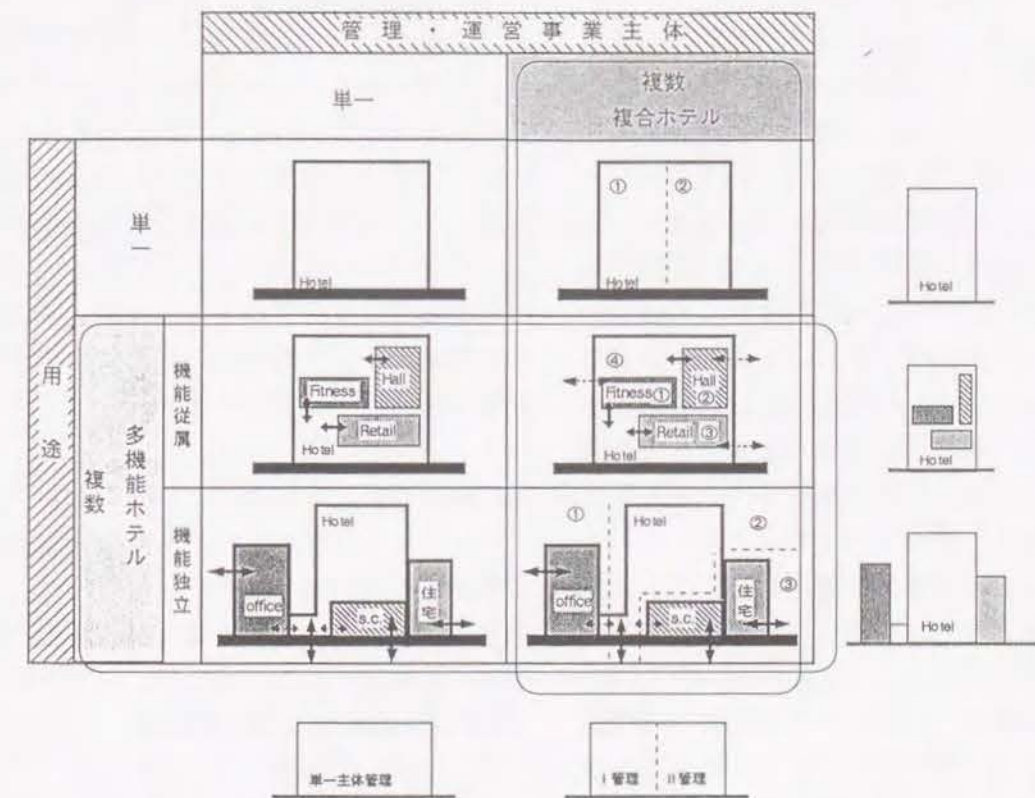 管理・運営事業主体
単一
複数
複合ホテル
用途
単一
Hotel
① ②
Hotel
Hotel
複数
多機能ホテル
機能従属
Fitness
Hall
Retail
Hotel
④
Fitness①
Hall
②
Retail ③
Hotel
Hotel
機能独立
Hotel
office
s.c.
住宅
①
Hotel
②
③
office
s.c.
住宅
Hotel
単一主体管理
I 管理 II 管理